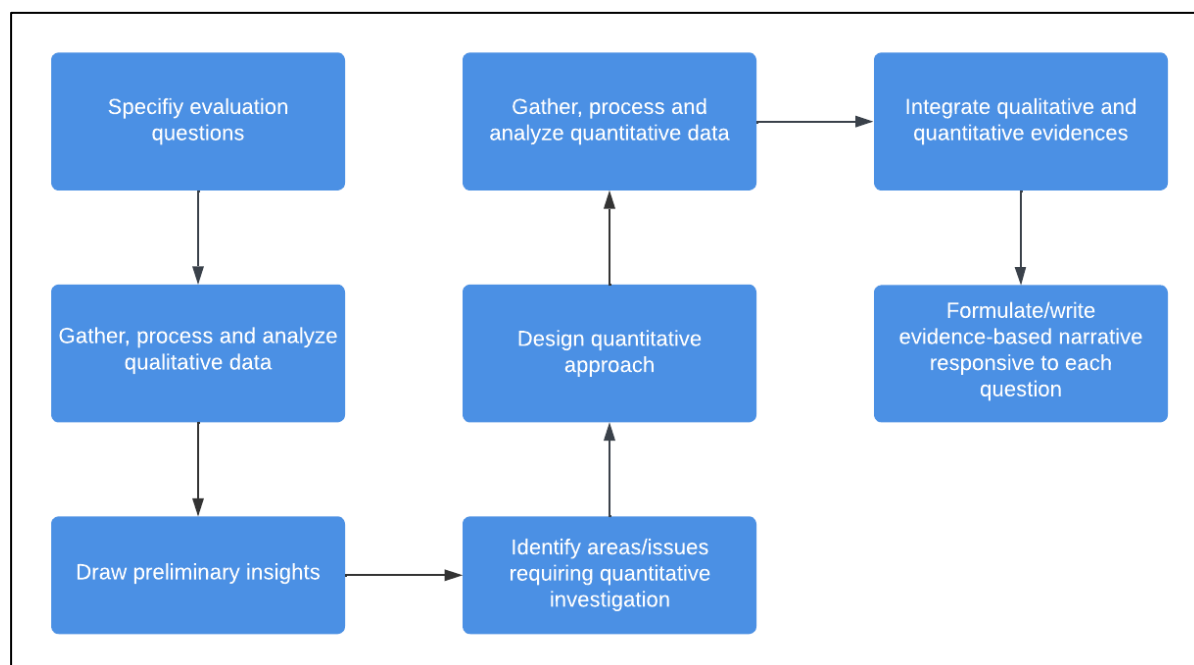 Specifiy evaluation
questions
Gather, process and analyze
qualitative data
Draw preliminary insights
Identify areas/issues
requiring quantitative
investigation
Design quantitative
approach
Gather, process and
analyze quantitative data
Integrate qualitative and
quantitative evidences
Formulate/write
evidence-based narrative
responsive to each
question